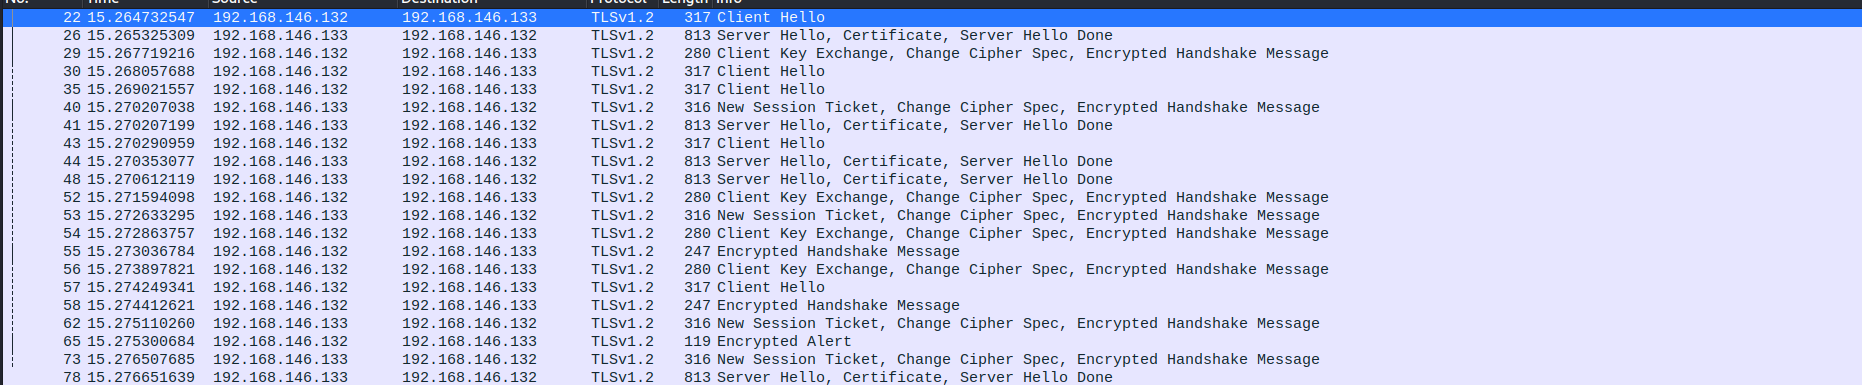 No. Time Source Destination Protocol Length Info
22 15.264732547 192.168.146.132 192.168.146.133 TLSv1.2 317 Client Hello
26 15.265325309 192.168.146.133 192.168.146.132 TLSv1.2 813 Server Hello, Certificate, Server Hello Done
29 15.267719216 192.168.146.132 192.168.146.133 TLSv1.2 280 Client Key Exchange, Change Cipher Spec, Encrypted Handshake Message
30 15.268057688 192.168.146.132 192.168.146.133 TLSv1.2 317 Client Hello
35 15.269021557 192.168.146.132 192.168.146.133 TLSv1.2 317 Client Hello
40 15.270207038 192.168.146.133 192.168.146.132 TLSv1.2 316 New Session Ticket, Change Cipher Spec, Encrypted Handshake Message
41 15.270207199 192.168.146.133 192.168.146.132 TLSv1.2 813 Server Hello, Certificate, Server Hello Done
43 15.270290959 192.168.146.132 192.168.146.133 TLSv1.2 317 Client Hello
44 15.270353077 192.168.146.133 192.168.146.132 TLSv1.2 813 Server Hello, Certificate, Server Hello Done
48 15.270612119 192.168.146.133 192.168.146.132 TLSv1.2 813 Server Hello, Certificate, Server Hello Done
52 15.271594098 192.168.146.132 192.168.146.133 TLSv1.2 280 Client Key Exchange, Change Cipher Spec, Encrypted Handshake Message
53 15.272633295 192.168.146.133 192.168.146.132 TLSv1.2 316 New Session Ticket, Change Cipher Spec, Encrypted Handshake Message
54 15.272863757 192.168.146.132 192.168.146.133 TLSv1.2 280 Client Key Exchange, Change Cipher Spec, Encrypted Handshake Message
55 15.273036784 192.168.146.132 192.168.146.133 TLSv1.2 247 Encrypted Handshake Message
56 15.273897821 192.168.146.132 192.168.146.133 TLSv1.2 280 Client Key Exchange, Change Cipher Spec, Encrypted Handshake Message
57 15.274249341 192.168.146.132 192.168.146.133 TLSv1.2 317 Client Hello
58 15.274412621 192.168.146.132 192.168.146.133 TLSv1.2 247 Encrypted Handshake Message
62 15.275110260 192.168.146.133 192.168.146.132 TLSv1.2 316 New Session Ticket, Change Cipher Spec, Encrypted Handshake Message
65 15.275300684 192.168.146.132 192.168.146.133 TLSv1.2 119 Encrypted Alert
73 15.276507685 192.168.146.133 192.168.146.132 TLSv1.2 316 New Session Ticket, Change Cipher Spec, Encrypted Handshake Message
78 15.276651639 192.168.146.133 192.168.146.132 TLSv1.2 813 Server Hello, Certificate, Server Hello Done